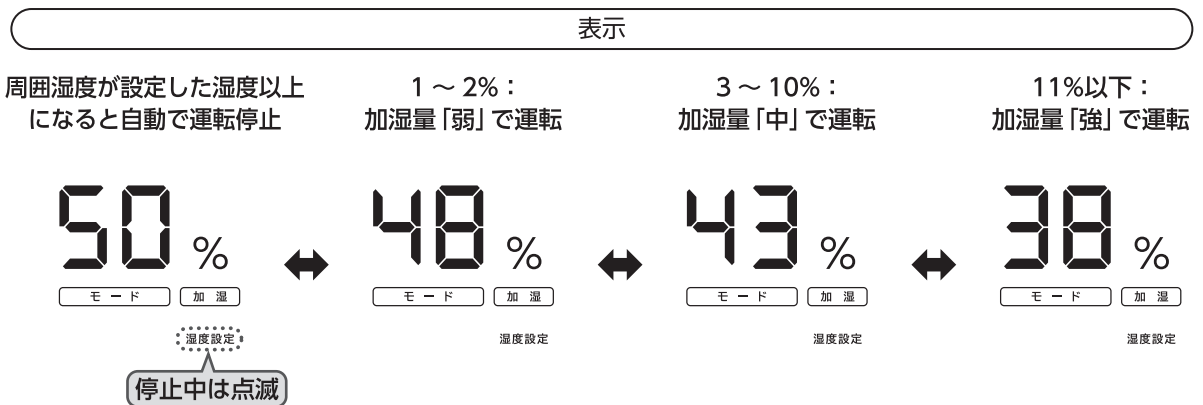 表示
周囲湿度が設定した湿度以上
になると自動で運転停止
1 ～ 2%：
加湿量「弱」で運転
3 ～ 10%：
加湿量「中」で運転
11%以下：
加湿量「強」で運転
50 %
モード 加湿
湿度設定
停止中は点滅
48 %
モード 加湿
湿度設定
43 %
モード 加湿
湿度設定
38 %
モード 加湿
湿度設定